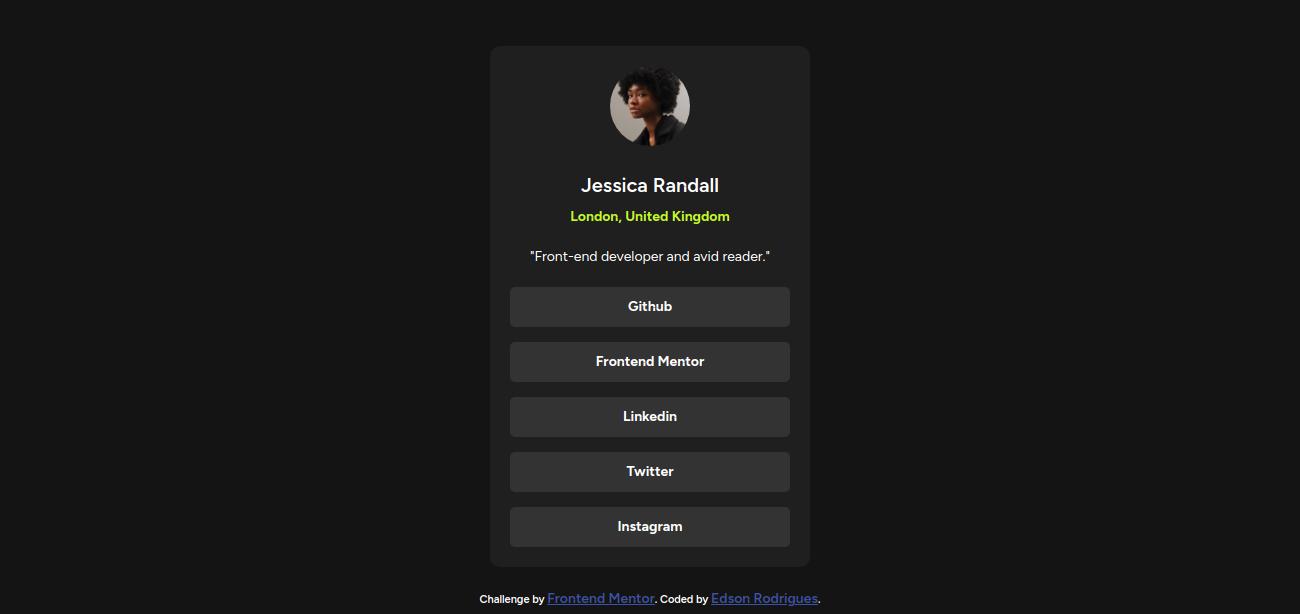 Jessica Randall
London, United Kingdom
"Front-end developer and avid reader."
Github
Frontend Mentor
Linkedin
Twitter
Instagram
Challenge by Frontend Mentor. Coded by Edson Rodrigues.